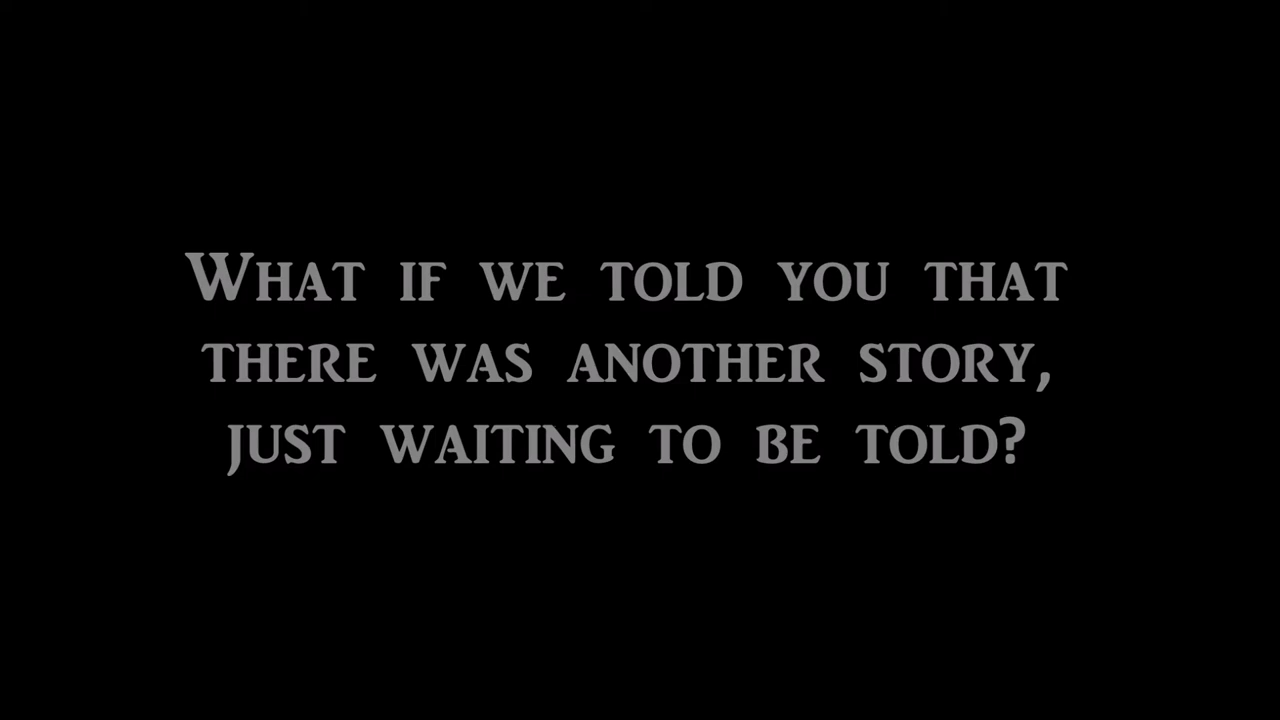 What if we told you that
there was another story,
just waiting to be told?